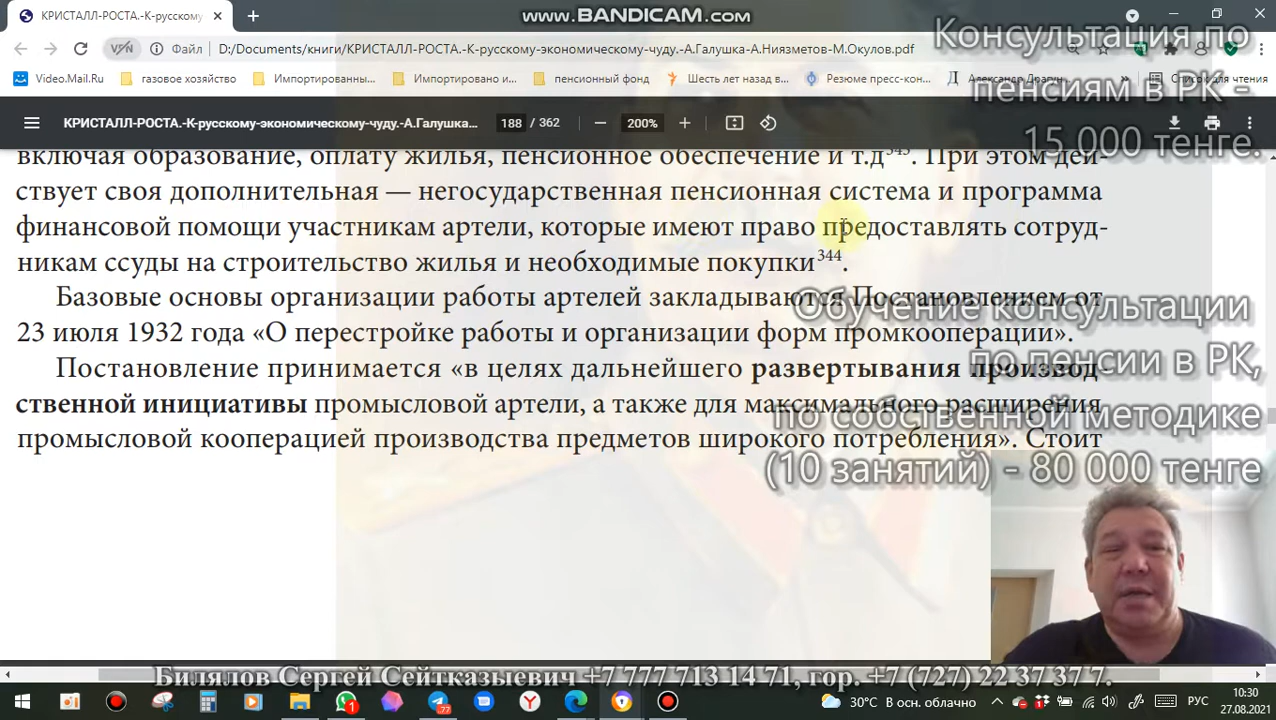 КРИСТАЛЛ-РОСТА.-К-русскому-
www.BANDICAM.com
Файл D:/Documents/книги/КРИСТАЛЛ-РОСТА.-К-русскому-экономическому-чуду.-А.Галушка-А.Ниязметов-М.Окулов.pdf
Video.Mail.Ru газовое хозяйство Импортированны... Импортировано и... пенсионный фонд Шесть лет назад в... Резюме пресс-кон... Александр Драгун... » Список для чтения
КРИСТАЛЛ-РОСТА.-К-русскому-экономическому-чуду.-А.Галушка... 188 / 362 200%
Консультация по
пенсиям в РК -
15 000 тенге.
включая образование, оплату жилья, пенсионное обеспечение и т.д343. При этом дей-
ствует своя дополнительная — негосударственная пенсионная система и программа
финансовой помощи участникам артели, которые имеют право предоставлять сотруд-
никам ссуды на строительство жилья и необходимые покупки344.
Базовые основы организации работы артелей закладываются Постановлением от
23 июля 1932 года «О перестройке работы и организации форм промкооперации».
Постановление принимается «в целях дальнейшего развертывания производ-
ственной инициативы промысловой артели, а также для максимального расширения
промысловой кооперацией производства предметов широкого потребления». Стоит
Обучение консультации
по пенсии в РК,
по собственной методике
(10 занятий) - 80 000 тенге
Билялов Сергей Сейтказыевич +7 777 713 14 71, гор. +7 (727) 22 37 37 7.
30°C В осн. облачно РУС 10:30
27.08.2021